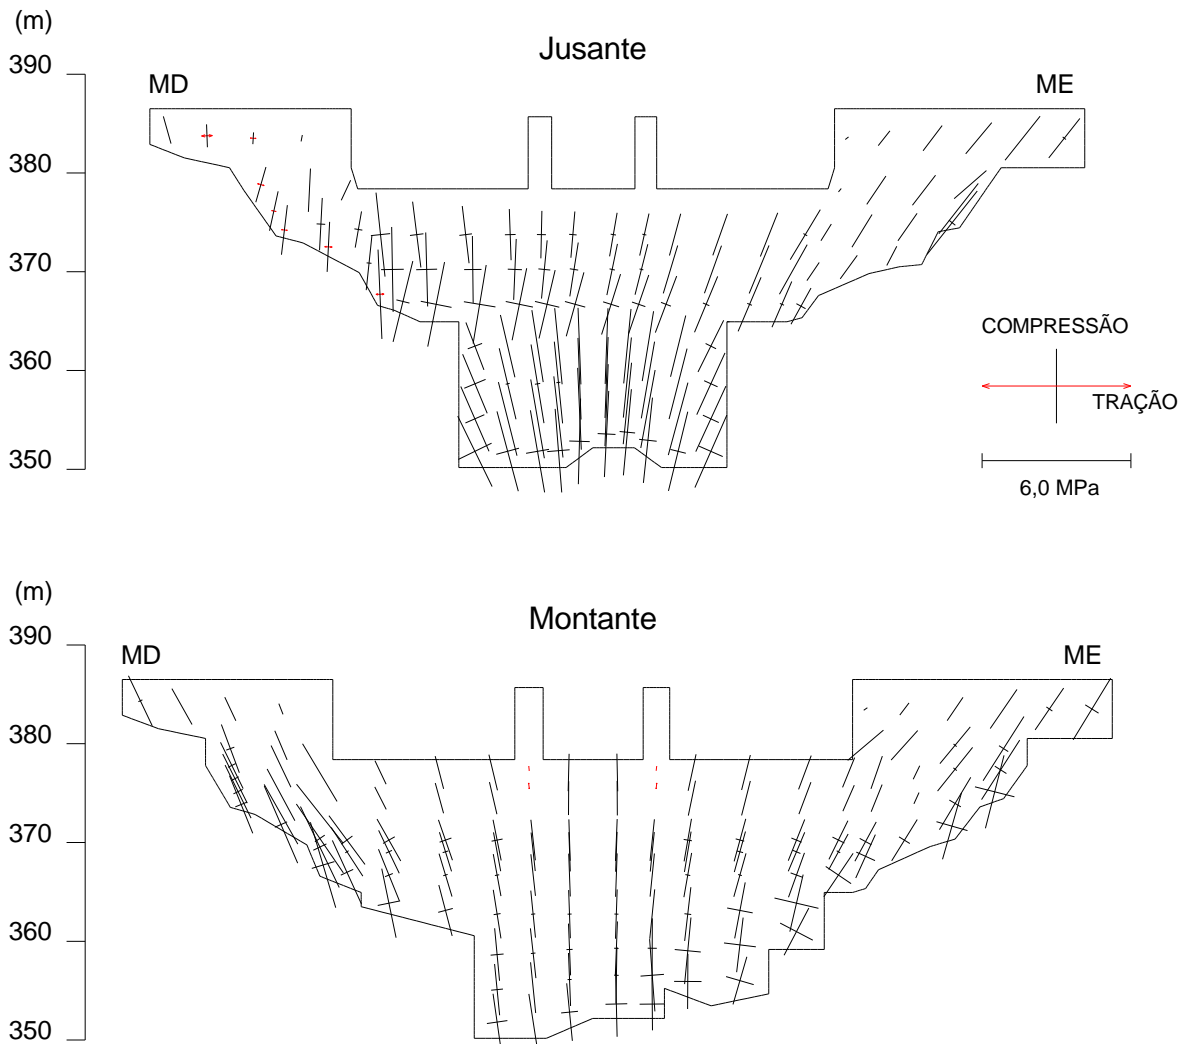 (m)
Jusante
390
MD
ME
380
370
COMPRESSÃO
TRAÇÃO
360
350
6,0 MPa
(m)
Montante
390
MD
ME
380
370
360
350